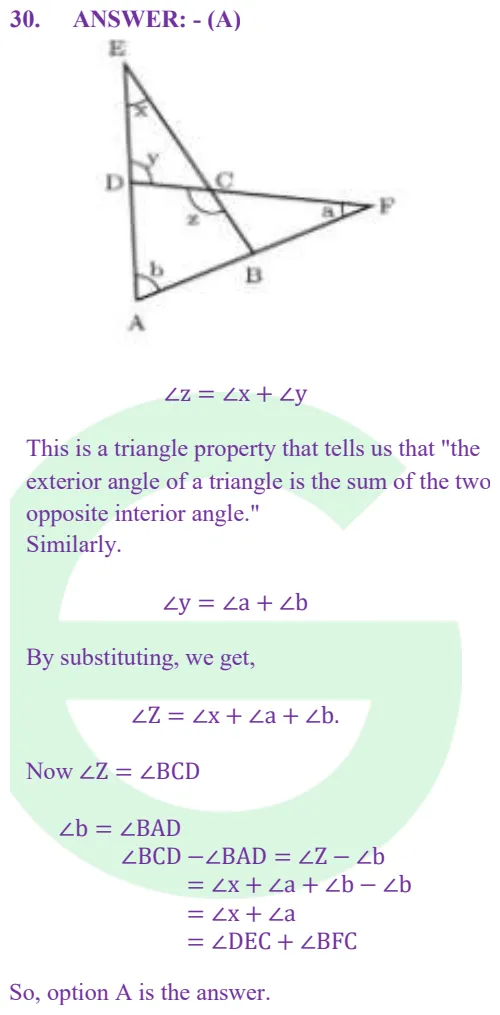 30. ANSWER: - (A)
E
x
y
D
C
z
a
F
b
B
A
∠z = ∠x + ∠y
This is a triangle property that tells us that "the
exterior angle of a triangle is the sum of the two
opposite interior angle."
Similarly.
∠y = ∠a + ∠b
By substituting, we get,
∠Z = ∠x + ∠a + ∠b.
Now ∠Z = ∠BCD
∠b = ∠BAD
∠BCD −∠BAD = ∠Z − ∠b
= ∠x + ∠a + ∠b − ∠b
= ∠x + ∠a
= ∠DEC + ∠BFC
So, option A is the answer.